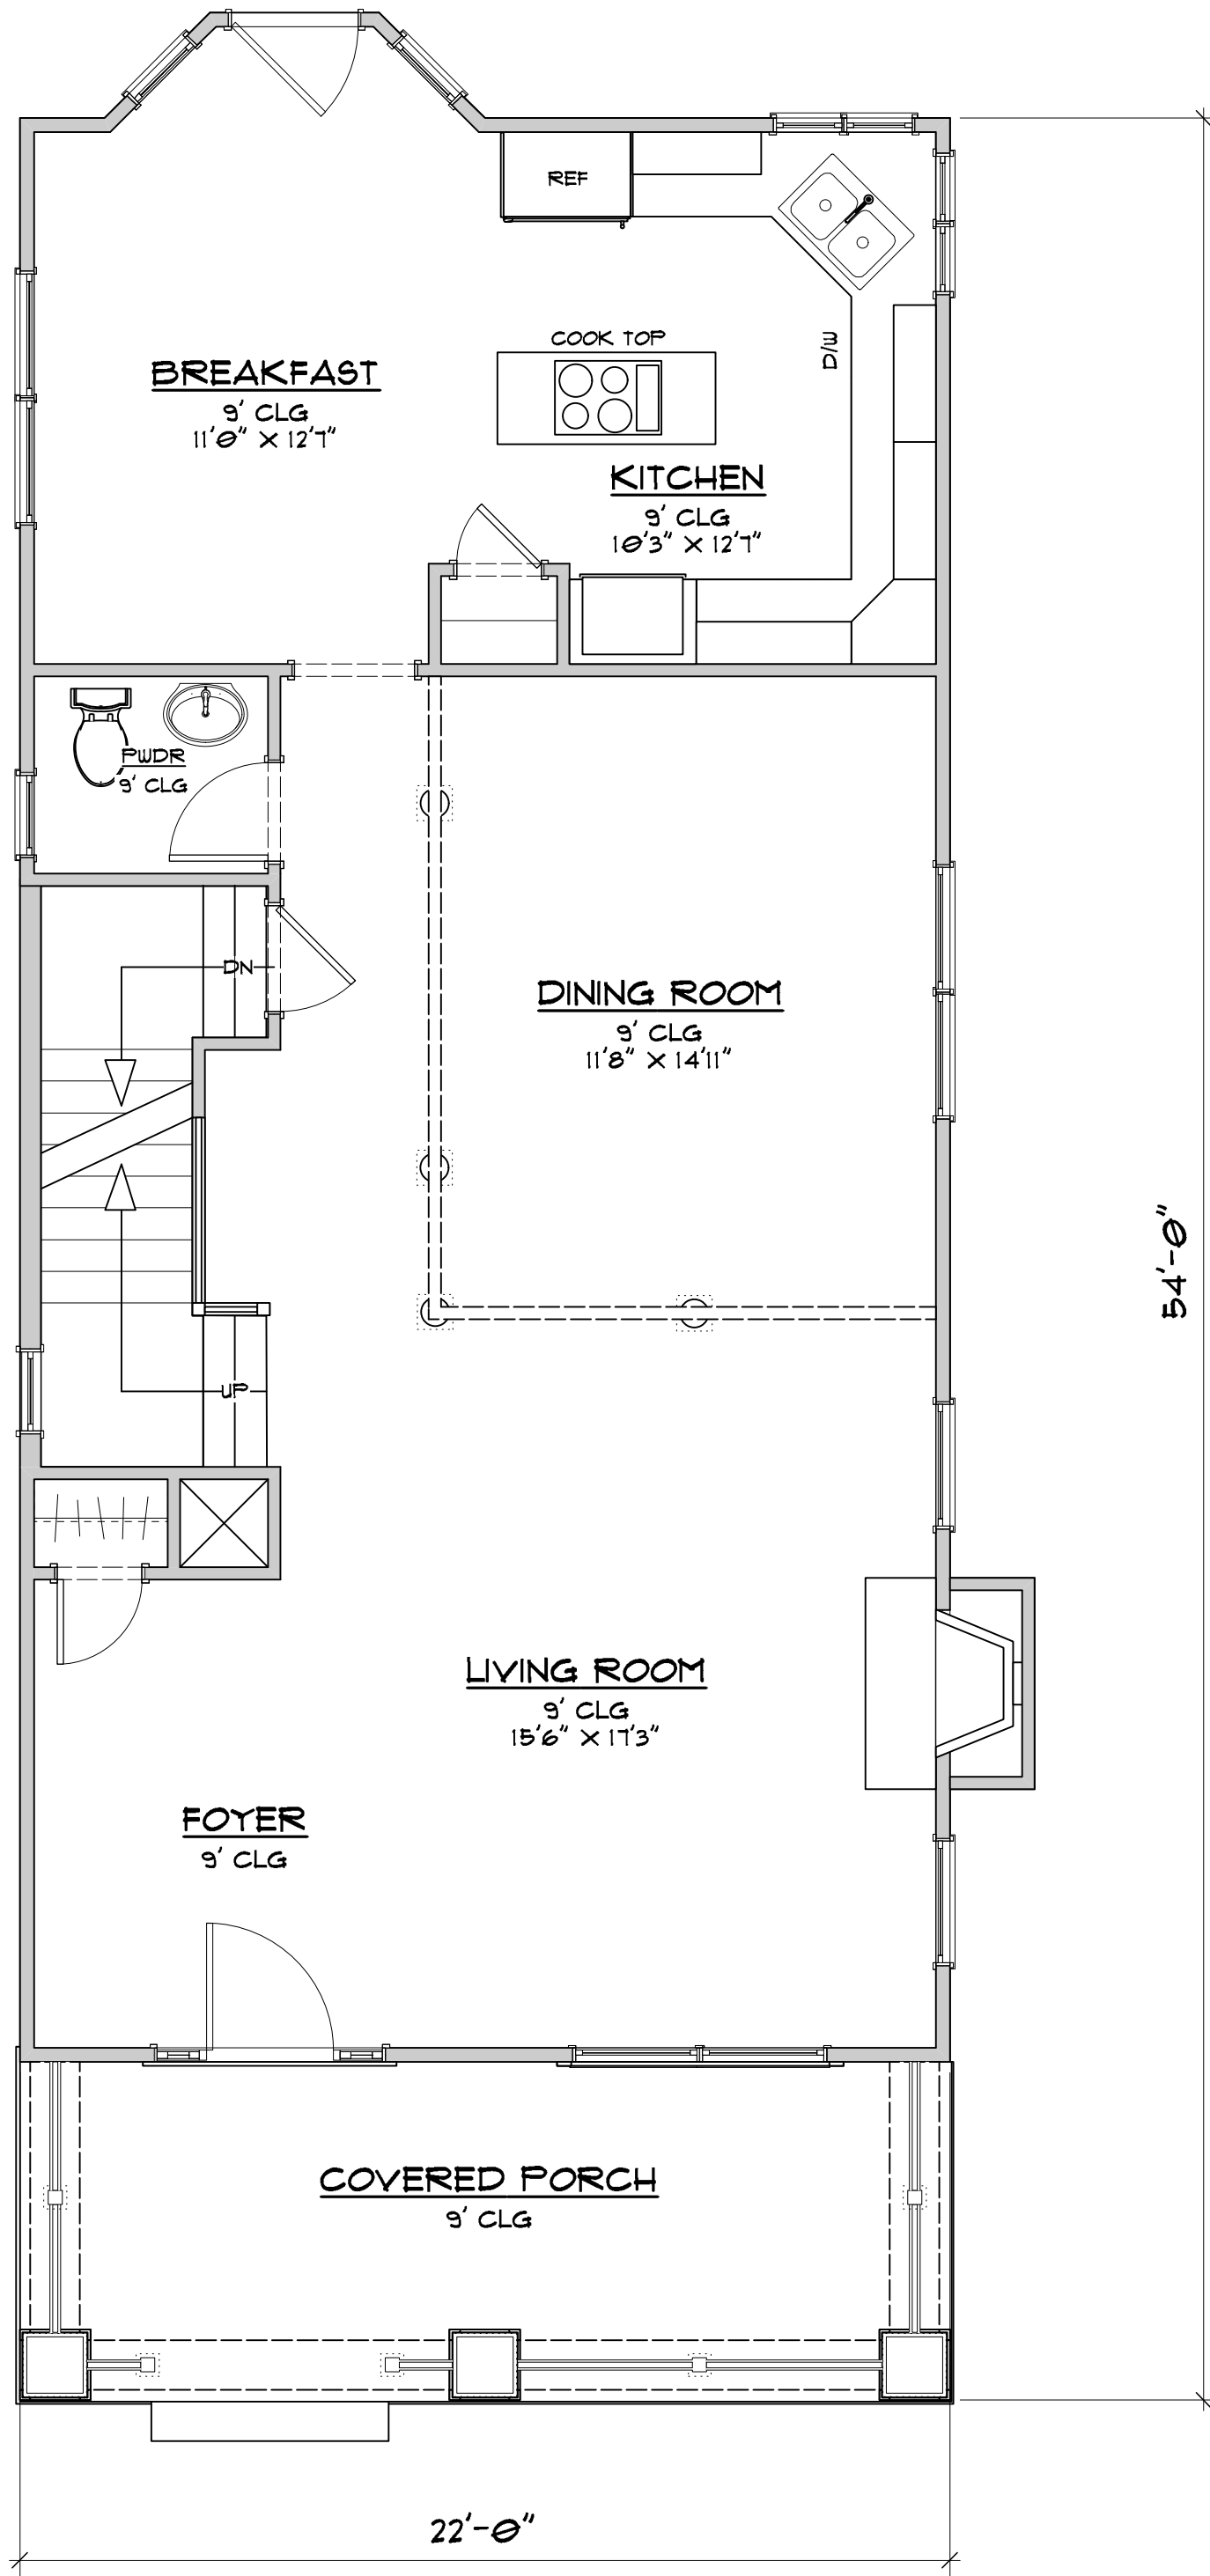 REF
COOK TOP
D/W
BREAKFAST
9' CLG
11'0" X 12'7"
KITCHEN
9' CLG
10'3" X 12'7"
PWDR
9' CLG
DN
DINING ROOM
9' CLG
11'8" X 14'11"
54'-0"
UP
LIVING ROOM
9' CLG
15'6" X 17'3"
FOYER
9' CLG
COVERED PORCH
9' CLG
22'-0"